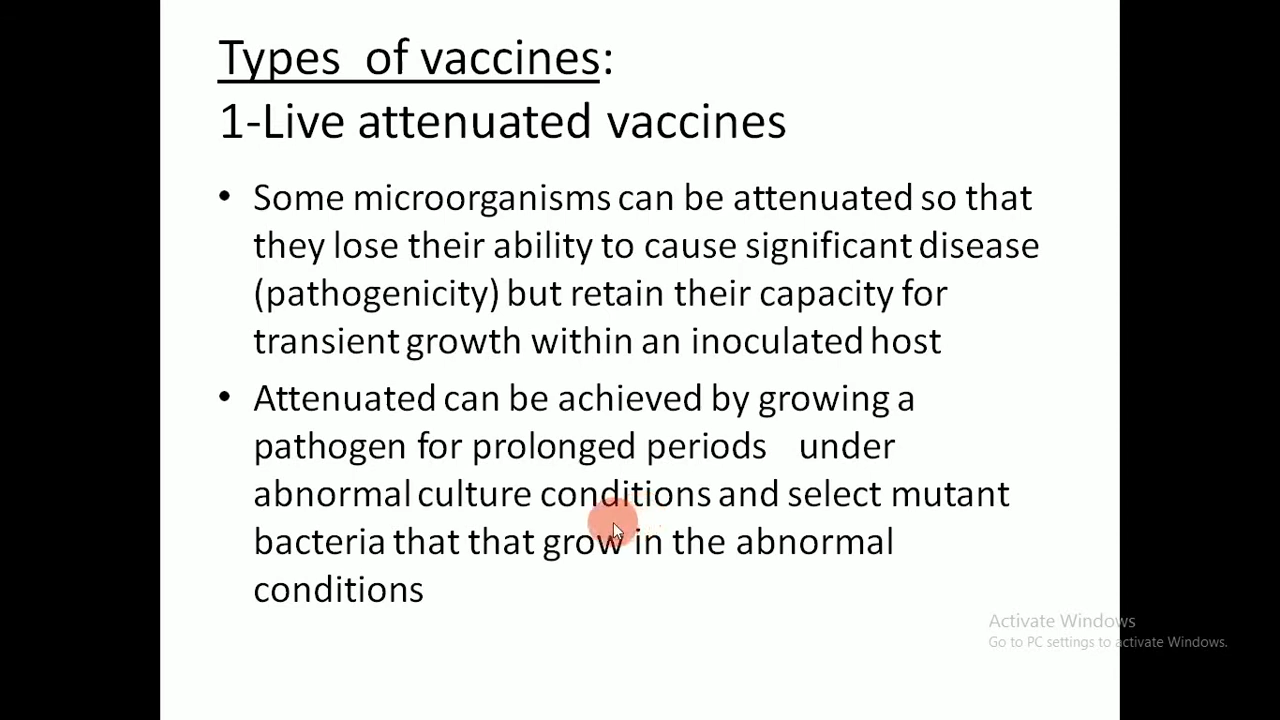 Types of vaccines:
1-Live attenuated vaccines
• Some microorganisms can be attenuated so that
they lose their ability to cause significant disease
(pathogenicity) but retain their capacity for
transient growth within an inoculated host
• Attenuated can be achieved by growing a
pathogen for prolonged periods under
abnormal culture conditions and select mutant
bacteria that that grow in the abnormal
conditions
Activate Windows
Go to PC settings to activate Windows.